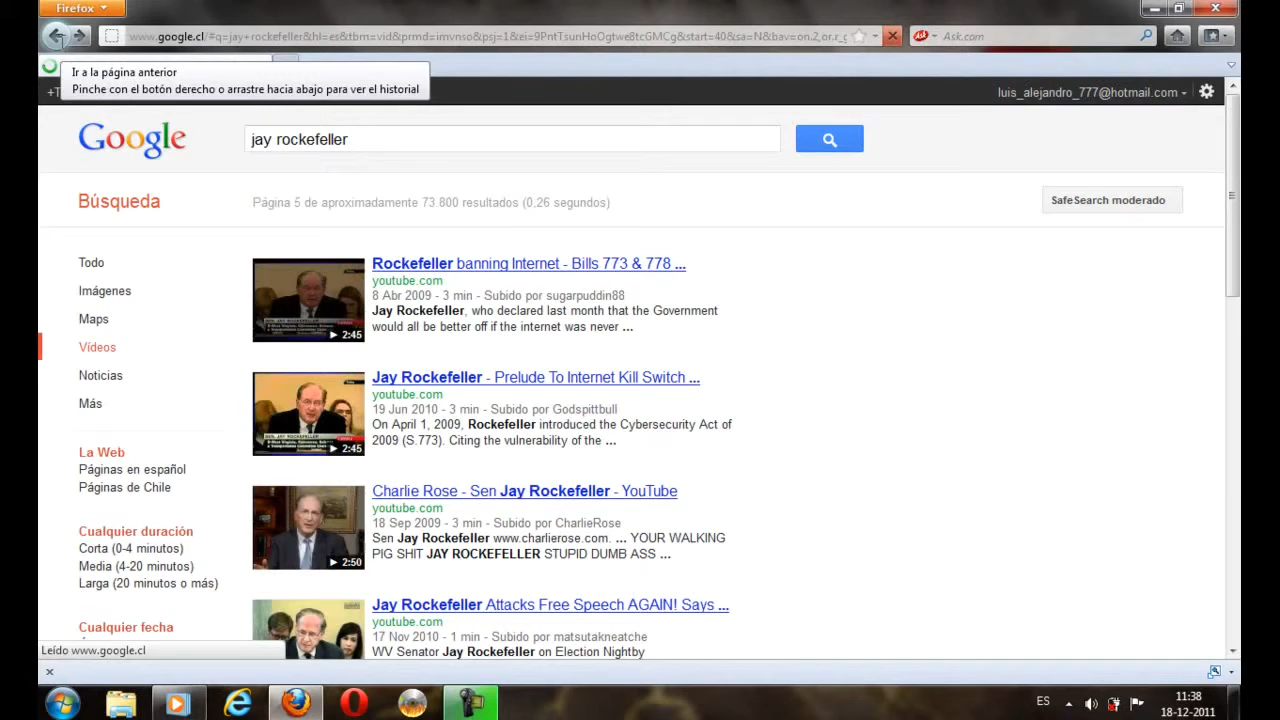 Firefox
www.google.cl/#q=jay+rockefeller&hl=es&tbm=vid&prmd=imvnso&psj=1&ei=9PntTsunHoOgtwe8tcGMCg&start=40&sa=N&bav=on.2,or.r_g
Ask.com
Ir a la página anterior
Pinche con el botón derecho o arrastre hacia abajo para ver el historial
luis_alejandro_777@hotmail.com
Google
jay rockefeller
Búsqueda
Página 5 de aproximadamente 73 800 resultados (0,26 segundos)
SafeSearch moderado
Todo
Imágenes
Maps
Vídeos
Noticias
Más
La Web
Páginas en español
Páginas de Chile
Cualquier duración
Corta (0-4 minutos)
Media (4-20 minutos)
Larga (20 minutos o más)
Cualquier fecha
Rockefeller banning Internet - Bills 773 & 778 ...
youtube.com
8 Abr 2009 - 3 min - Subido por sugarpuddin88
Jay Rockefeller, who declared last month that the Government
would all be better off if the internet was never ...
2:45
Jay Rockefeller - Prelude To Internet Kill Switch ...
youtube.com
19 Jun 2010 - 3 min - Subido por Godspittbull
On April 1, 2009, Rockefeller introduced the Cybersecurity Act of
2009 (S.773). Citing the vulnerability of the ...
2:45
Charlie Rose - Sen Jay Rockefeller - YouTube
youtube.com
18 Sep 2009 - 3 min - Subido por CharlieRose
Sen Jay Rockefeller www.charlierose.com. ... YOUR WALKING
PIG SHIT JAY ROCKEFELLER STUPID DUMB ASS ...
2:50
Jay Rockefeller Attacks Free Speech AGAIN! Says ...
youtube.com
17 Nov 2010 - 1 min - Subido por matsutakneatche
WV Senator Jay Rockefeller on Election Nightby
Leído www.google.cl
ES
11:38
18-12-2011